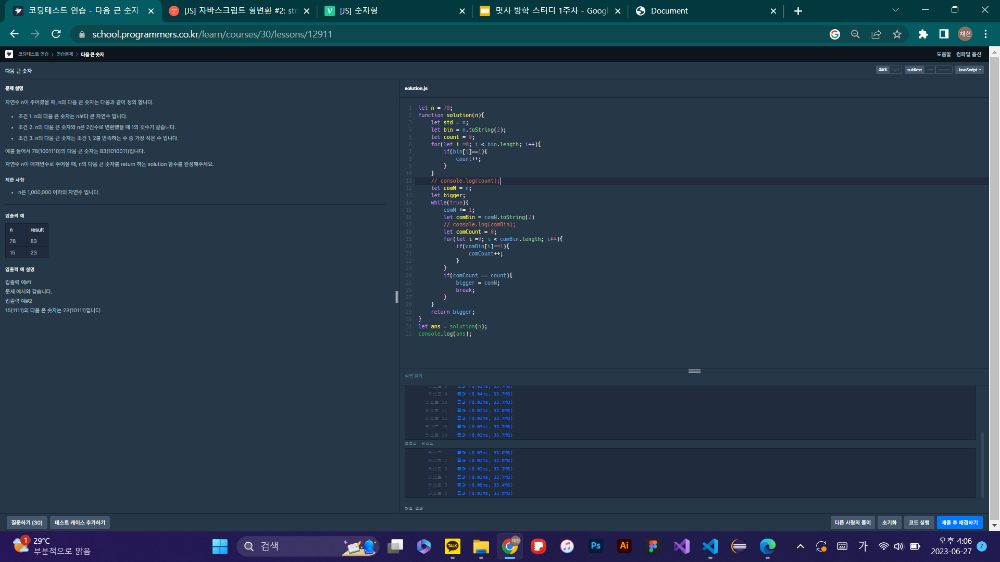 코딩테스트 연습 - 다음 큰 숫자
[JS] 자바스크립트 형변환 #2: stri
[JS] 숫자형
멋사 방학 스터디 1주차 - Google
Document
school.programmers.co.kr/learn/courses/30/lessons/12911
채현
코딩테스트 연습 > 연습문제 > 다음 큰 숫자
도움말 컴파일 옵션
다음 큰 숫자
dark light sublime vim emacs JavaScript
문제 설명
자연수 n이 주어졌을 때, n의 다음 큰 숫자는 다음과 같이 정의 합니다.
• 조건 1. n의 다음 큰 숫자는 n보다 큰 자연수 입니다.
• 조건 2. n의 다음 큰 숫자와 n은 2진수로 변환했을 때 1의 갯수가 같습니다.
• 조건 3. n의 다음 큰 숫자는 조건 1, 2를 만족하는 수 중 가장 작은 수 입니다.
예를 들어서 78(1001110)의 다음 큰 숫자는 83(1010011)입니다.
자연수 n이 매개변수로 주어질 때, n의 다음 큰 숫자를 return 하는 solution 함수를 완성해주세요.
제한 사항
• n은 1,000,000 이하의 자연수 입니다.
입출력 예
n result
78 83
15 23
입출력 예 설명
입출력 예#1
문제 예시와 같습니다.
입출력 예#2
15(1111)의 다음 큰 숫자는 23(10111)입니다.
solution.js
1 let n = 78;
2 function solution(n){
3 let std = n;
4 let bin = n.toString(2);
5 let count = 0;
6 for(let i =0; i < bin.length; i++){
7 if(bin[i]==1){
8 count++;
9 }
10 }
11 // console.log(count);
12 let comN = n;
13 let bigger;
14 while(true){
15 comN += 1;
16 let comBin = comN.toString(2)
17 // console.log(comBin);
18 let comCount = 0;
19 for(let i =0; i < comBin.length; i++){
20 if(comBin[i]==1){
21 comCount++;
22 }
23 }
24 if(comCount == count){
25 bigger = comN;
26 break;
27 }
28 }
29 return bigger;
30 }
31 let ans = solution(n);
32 console.log(ans);
실행 결과
테스트 8 통과 (0.02ms, 33.7MB)
테스트 9 통과 (0.04ms, 33.7MB)
테스트 10 통과 (0.03ms, 33.7MB)
테스트 11 통과 (0.02ms, 33.8MB)
테스트 12 통과 (0.02ms, 33.7MB)
테스트 13 통과 (0.03ms, 33.7MB)
테스트 14 통과 (0.02ms, 33.7MB)
효율성 테스트
테스트 1 통과 (0.03ms, 33.6MB)
테스트 2 통과 (0.02ms, 33.6MB)
테스트 3 통과 (0.02ms, 33.5MB)
테스트 4 통과 (0.03ms, 33.7MB)
테스트 5 통과 (0.09ms, 33.4MB)
테스트 6 통과 (0.03ms, 33.5MB)
채점 결과
질문하기 (30) 테스트 케이스 추가하기
다른 사람의 풀이 초기화 코드 실행 제출 후 채점하기
1
29°C
부분적으로 맑음
검색
TALK
채현
Ps
Ai
가
오후 4:06
2023-06-27
7